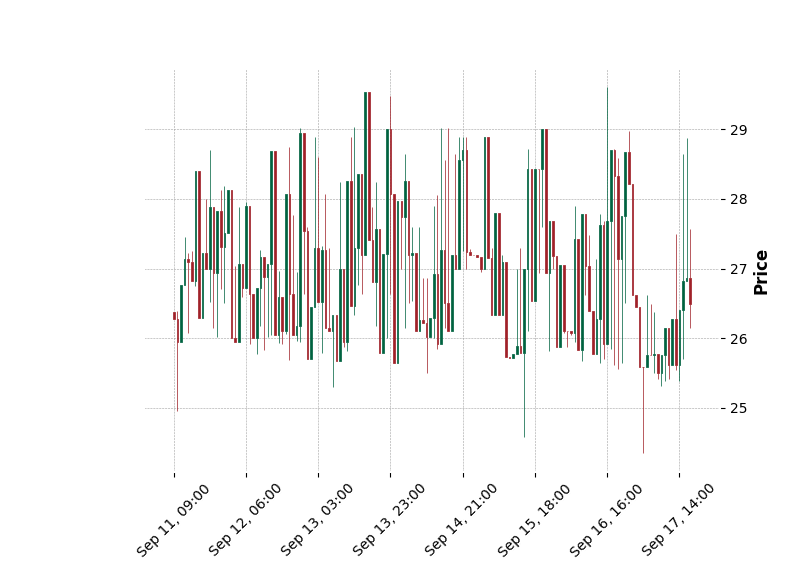 29
28
27
26
25
Price
Sep 11, 09:00
Sep 12, 06:00
Sep 13, 03:00
Sep 13, 23:00
Sep 14, 21:00
Sep 15, 18:00
Sep 16, 16:00
Sep 17, 14:00